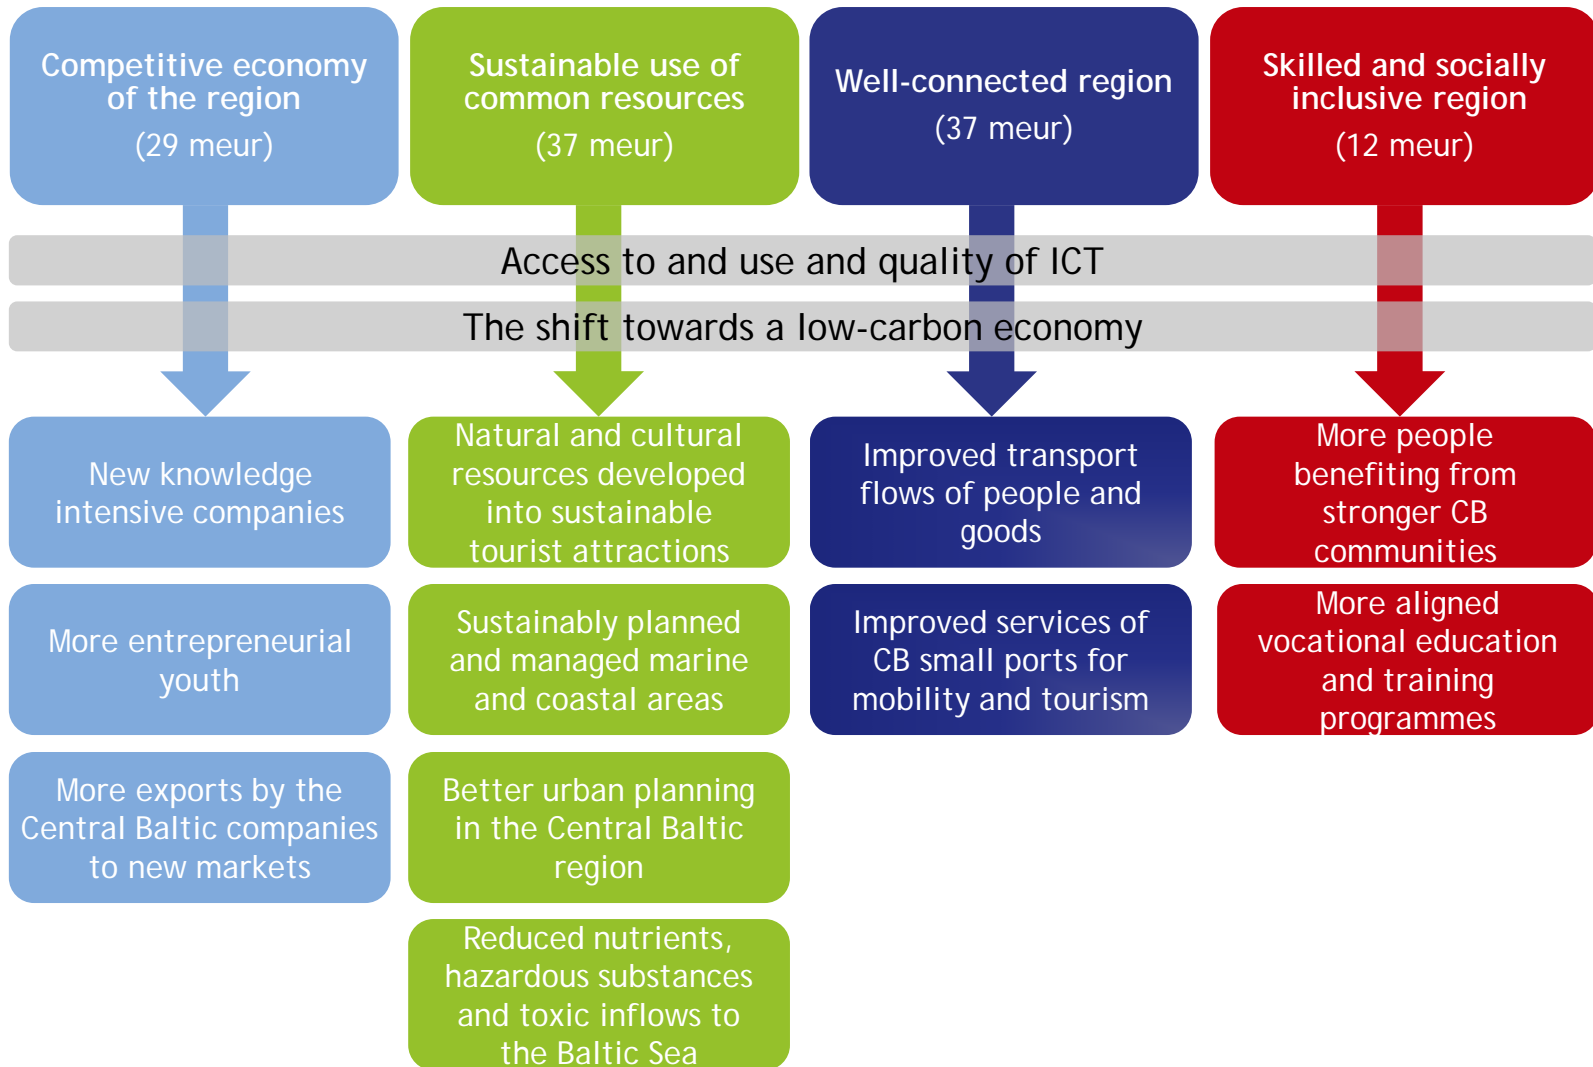 Competitive economy
of the region
(29 meur)
Sustainable use of
common resources
(37 meur)
Well-connected region
(37 meur)
Skilled and socially
inclusive region
(12 meur)
Access to and use and quality of ICT
The shift towards a low-carbon economy
New knowledge
intensive companies
More entrepreneurial
youth
More exports by the
Central Baltic companies
to new markets
Natural and cultural
resources developed
into sustainable
tourist attractions
Sustainably planned
and managed marine
and coastal areas
Better urban planning
in the Central Baltic
region
Reduced nutrients,
hazardous substances
and toxic inflows to
the Baltic Sea
Improved transport
flows of people and
goods
Improved services of
CB small ports for
mobility and tourism
More people
benefiting from
stronger CB
communities
More aligned
vocational education
and training
programmes